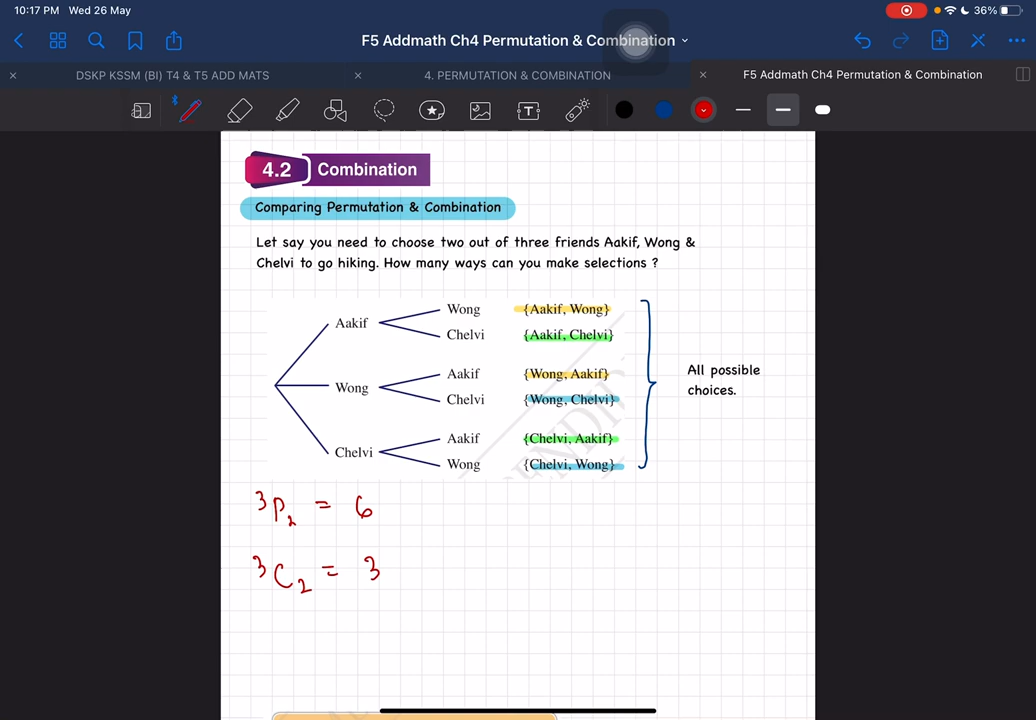 10:17 PM Wed 26 May
36%
F5 Addmath Ch4 Permutation & Combination
DSKP KSSM (BI) T4 & T5 ADD MATS
4. PERMUTATION & COMBINATION
F5 Addmath Ch4 Permutation & Combination
4.2 Combination
Comparing Permutation & Combination
Let say you need to choose two out of three friends Aakif, Wong &
Chelvi to go hiking. How many ways can you make selections ?
Aakif
Wong
{Aakif, Wong}
Chelvi
{Aakif, Chelvi}
Wong
Aakif
{Wong, Aakif}
Chelvi
{Wong, Chelvi}
Chelvi
Aakif
{Chelvi, Aakif}
Wong
{Chelvi, Wong}
All possible
choices.
³P₂ = 6
³C₂ = 3